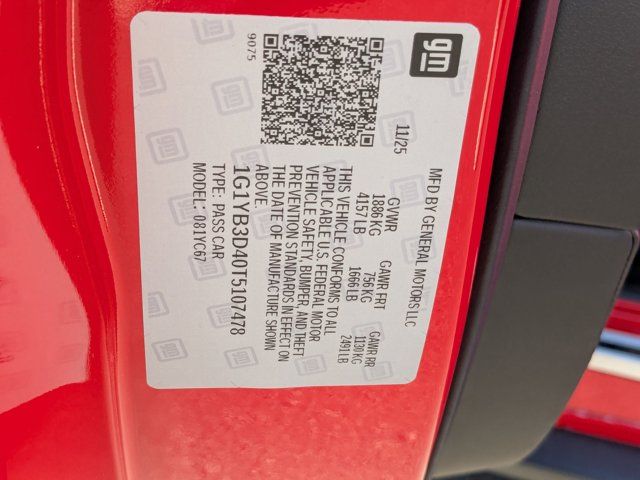 gm
11/25
MFD BY GENERAL MOTORS LLC
GVWR GAWR FRT GAWR RR
1886 KG 756 KG 1130 KG
4157 LB 1666 LB 2491 LB
THIS VEHICLE CONFORMS TO ALL
APPLICABLE U.S. FEDERAL MOTOR
VEHICLE SAFETY, BUMPER, AND THEFT
PREVENTION STANDARDS IN EFFECT ON
THE DATE OF MANUFACTURE SHOWN
ABOVE.
1G1YB3D40T5107478
TYPE: PASS CAR
MODEL: 081YC67
9075